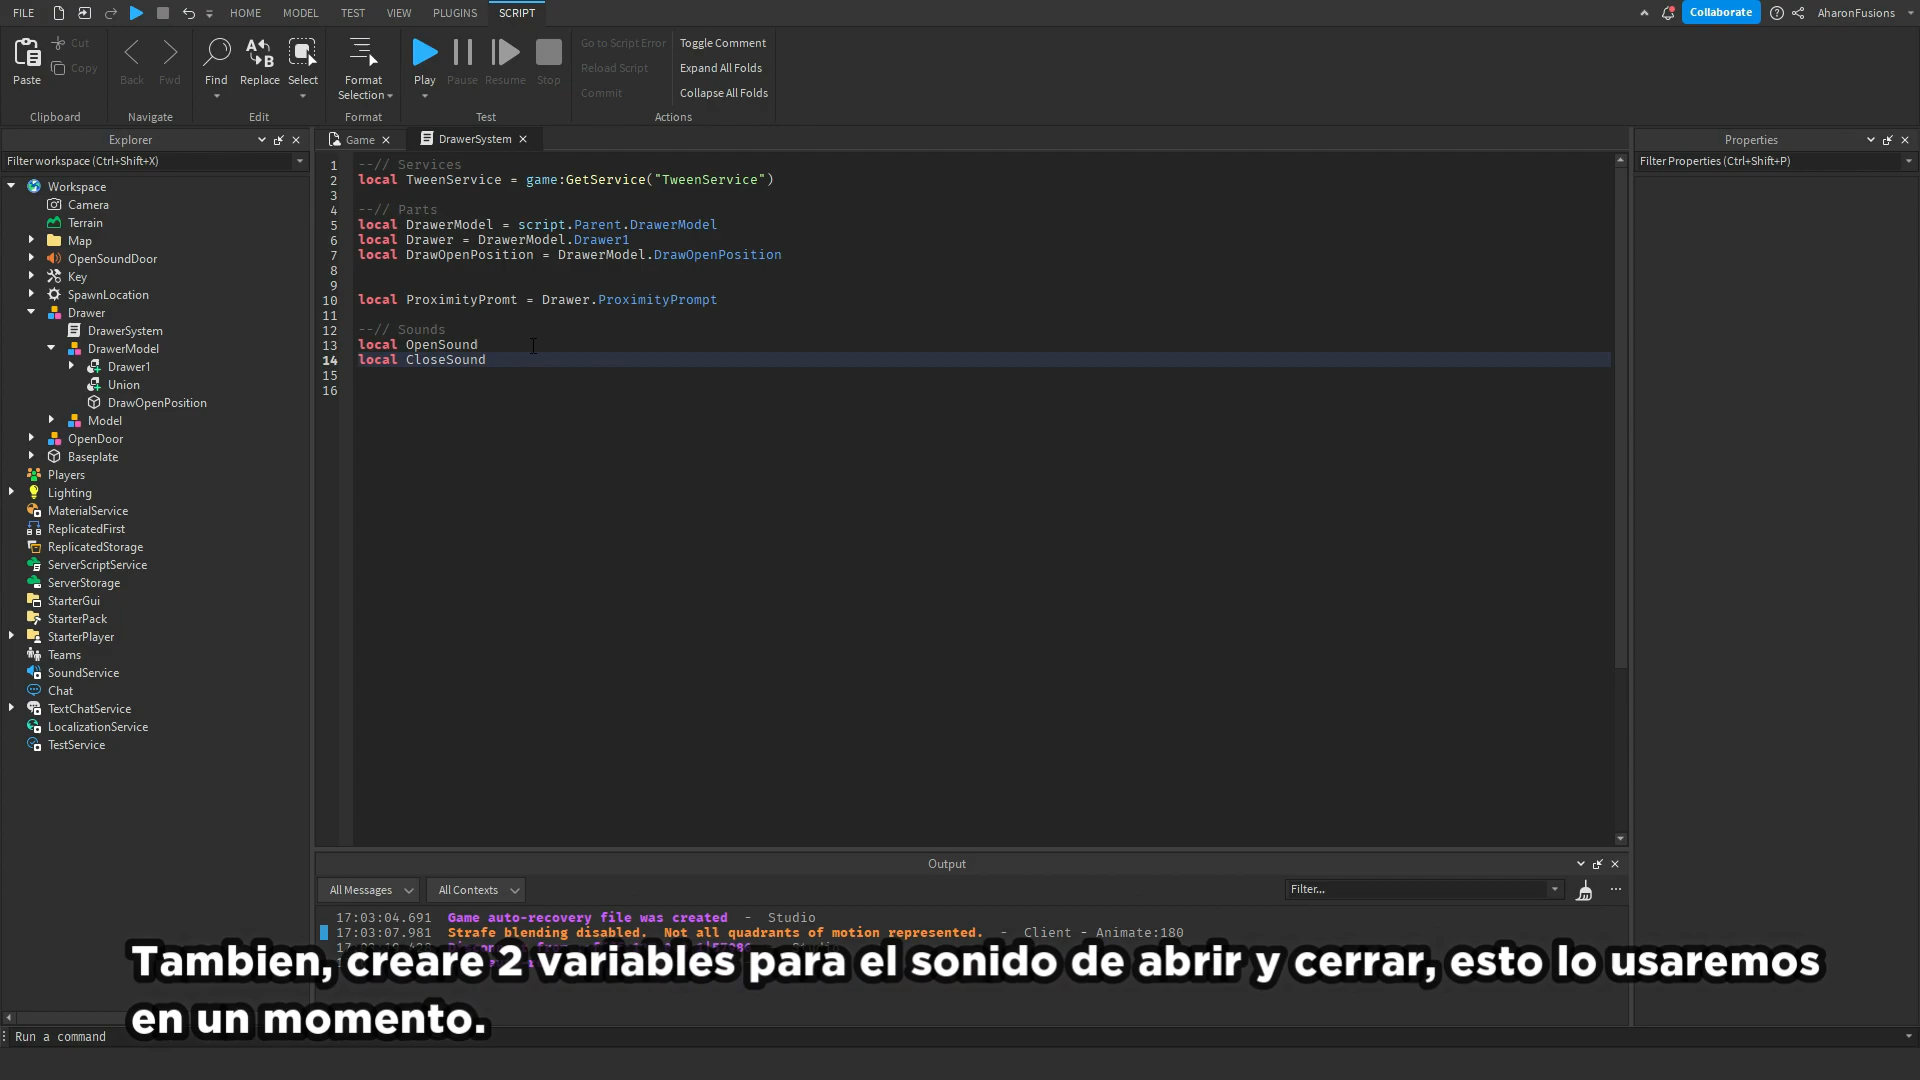 FILE HOME MODEL TEST VIEW PLUGINS SCRIPT Collaborate AharonFusions
Paste Cut Copy Back Fwd Find Replace Select Format Selection Play Pause Resume Stop Go to Script Error Reload Script Commit Toggle Comment Expand All Folds Collapse All Folds
Clipboard Navigate Edit Format Test Actions
Explorer
Filter workspace (Ctrl+Shift+X)
Workspace
Camera
Terrain
Map
OpenSoundDoor
Key
SpawnLocation
Drawer
DrawerSystem
DrawerModel
Drawer1
Union
DrawOpenPosition
Model
OpenDoor
Baseplate
Players
Lighting
MaterialService
ReplicatedFirst
ReplicatedStorage
ServerScriptService
ServerStorage
StarterGui
StarterPack
StarterPlayer
Teams
SoundService
Chat
TextChatService
LocalizationService
TestService
Game DrawerSystem
1 --// Services
2 local TweenService = game:GetService("TweenService")
3
4 --// Parts
5 local DrawerModel = script.Parent.DrawerModel
6 local Drawer = DrawerModel.Drawer1
7 local DrawOpenPosition = DrawerModel.DrawOpenPosition
8
9
10 local ProximityPromt = Drawer.ProximityPrompt
11
12 --// Sounds
13 local OpenSound
14 local CloseSound
15
16
Properties
Filter Properties (Ctrl+Shift+P)
Output
All Messages All Contexts Filter...
17:03:04.691 Game auto-recovery file was created - Studio
17:03:07.981 Strafe blending disabled. Not all quadrants of motion represented. - Client - Animate:180
Tambien, creare 2 variables para el sonido de abrir y cerrar, esto lo usaremos
en un momento.
Run a command